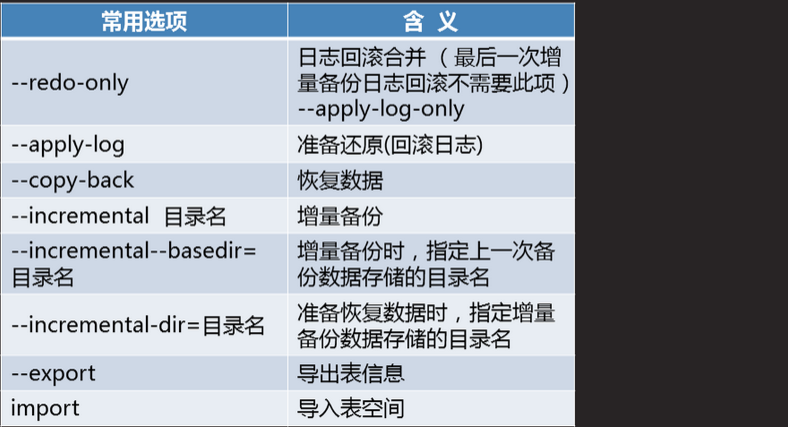 常用选项 含 义
--redo-only
日志回滚合并（最后一次增
量备份日志回滚不需要此项）
--apply-log-only
--apply-log 准备还原(回滚日志)
--copy-back 恢复数据
--incremental 目录名 增量备份
--incremental--basedir=
目录名
增量备份时，指定上一次备
份数据存储的目录名
--incremental-dir=目录名
准备恢复数据时，指定增量
备份数据存储的目录名
--export 导出表信息
import 导入表空间